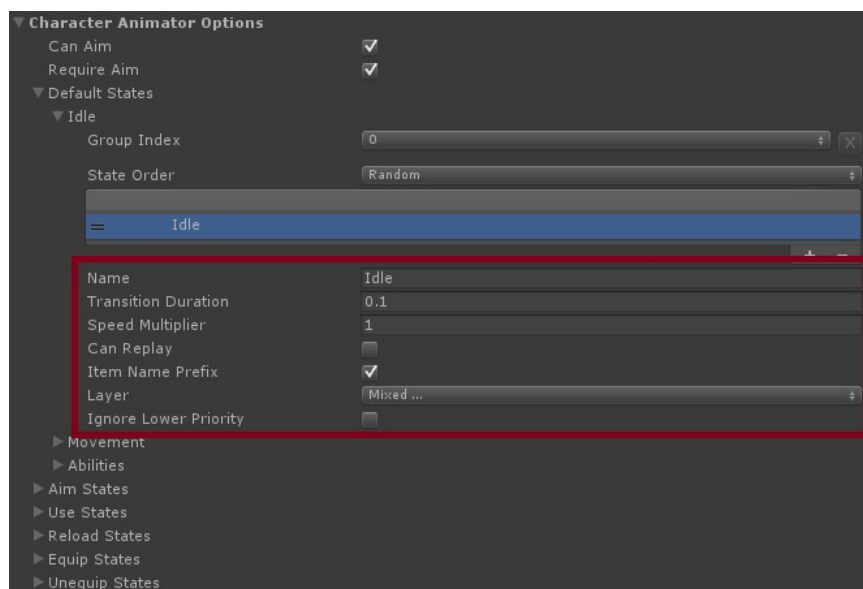 Character Animator Options
Can Aim
Require Aim
Default States
Idle
Group Index 0 X
State Order Random
Idle
Name Idle
Transition Duration 0.1
Speed Multiplier 1
Can Replay
Item Name Prefix
Layer Mixed ...
Ignore Lower Priority
Movement
Abilities
Aim States
Use States
Reload States
Equip States
Unequip States